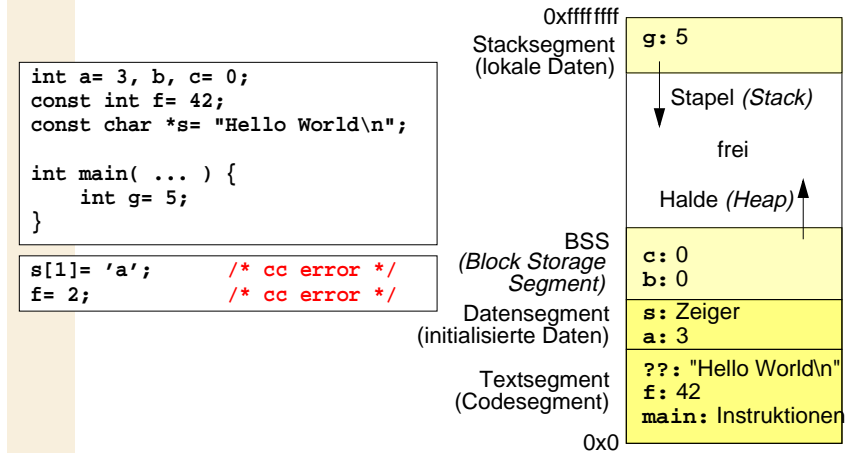 int a= 3, b, c= 0;
const int f= 42;
const char *s= "Hello World\n";
int main( ... ) {
int g= 5;
}
s[1]= ’a’; /* cc error */
f= 2; /* cc error */
0xffffffff
Stacksegment
(lokale Daten)
g: 5
Stapel (Stack)
frei
Halde (Heap)
BSS
(Block Storage
Segment)
c: 0
b: 0
Datensegment
(initialisierte Daten)
s: Zeiger
a: 3
Textsegment
(Codesegment)
??: "Hello World\n"
f: 42
main: Instruktionen
0x0